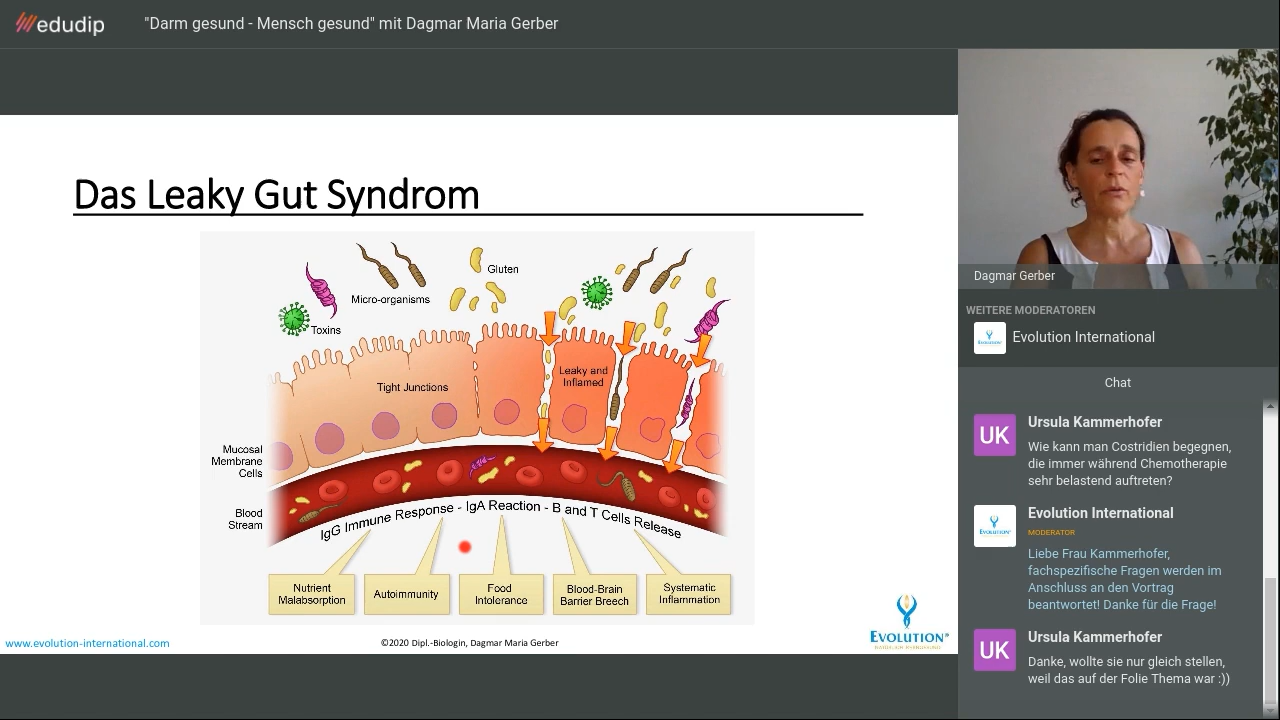 edudip
"Darm gesund - Mensch gesund" mit Dagmar Maria Gerber
Das Leaky Gut Syndrom
Gluten
Micro-organisms
Toxins
Tight Junctions
Leaky and
Inflamed
Mucosal
Membrane
Cells
Blood
Stream
IgG Immune Response - IgA Reaction - B and T Cells Release
Nutrient
Malabsorption
Autoimmunity
Food
Intolerance
Blood-Brain
Barrier Breech
Systematic
Inflammation
www.evolution-international.com
©2020 Dipl.-Biologin, Dagmar Maria Gerber
EVOLUTION®
Dagmar Gerber
WEITERE MODERATOREN
EVOLUTION
Evolution International
Chat
UK
Ursula Kammerhofer
Wie kann man Costridien begegnen,
die immer während Chemotherapie
sehr belastend auftreten?
EVOLUTION
Evolution International
MODERATOR
Liebe Frau Kammerhofer,
fachspezifische Fragen werden im
Anschluss an den Vortrag
beantwortet! Danke für die Frage!
UK
Ursula Kammerhofer
Danke, wollte sie nur gleich stellen,
weil das auf der Folie Thema war :))